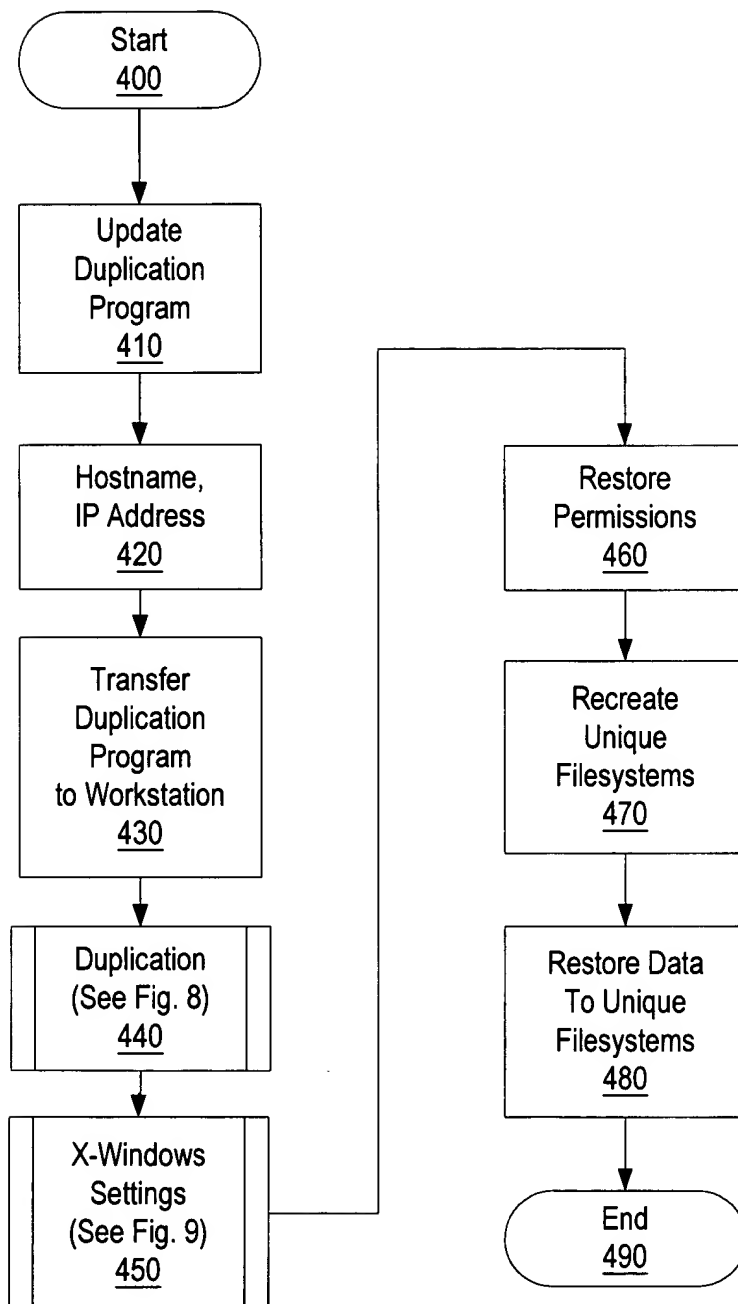 Start
400
Update
Duplication
Program
410
Hostname,
IP Address
420
Transfer
Duplication
Program
to Workstation
430
Duplication
(See Fig. 8)
440
X-Windows
Settings
(See Fig. 9)
450
Restore
Permissions
460
Recreate
Unique
Filesystems
470
Restore Data
To Unique
Filesystems
480
End
490